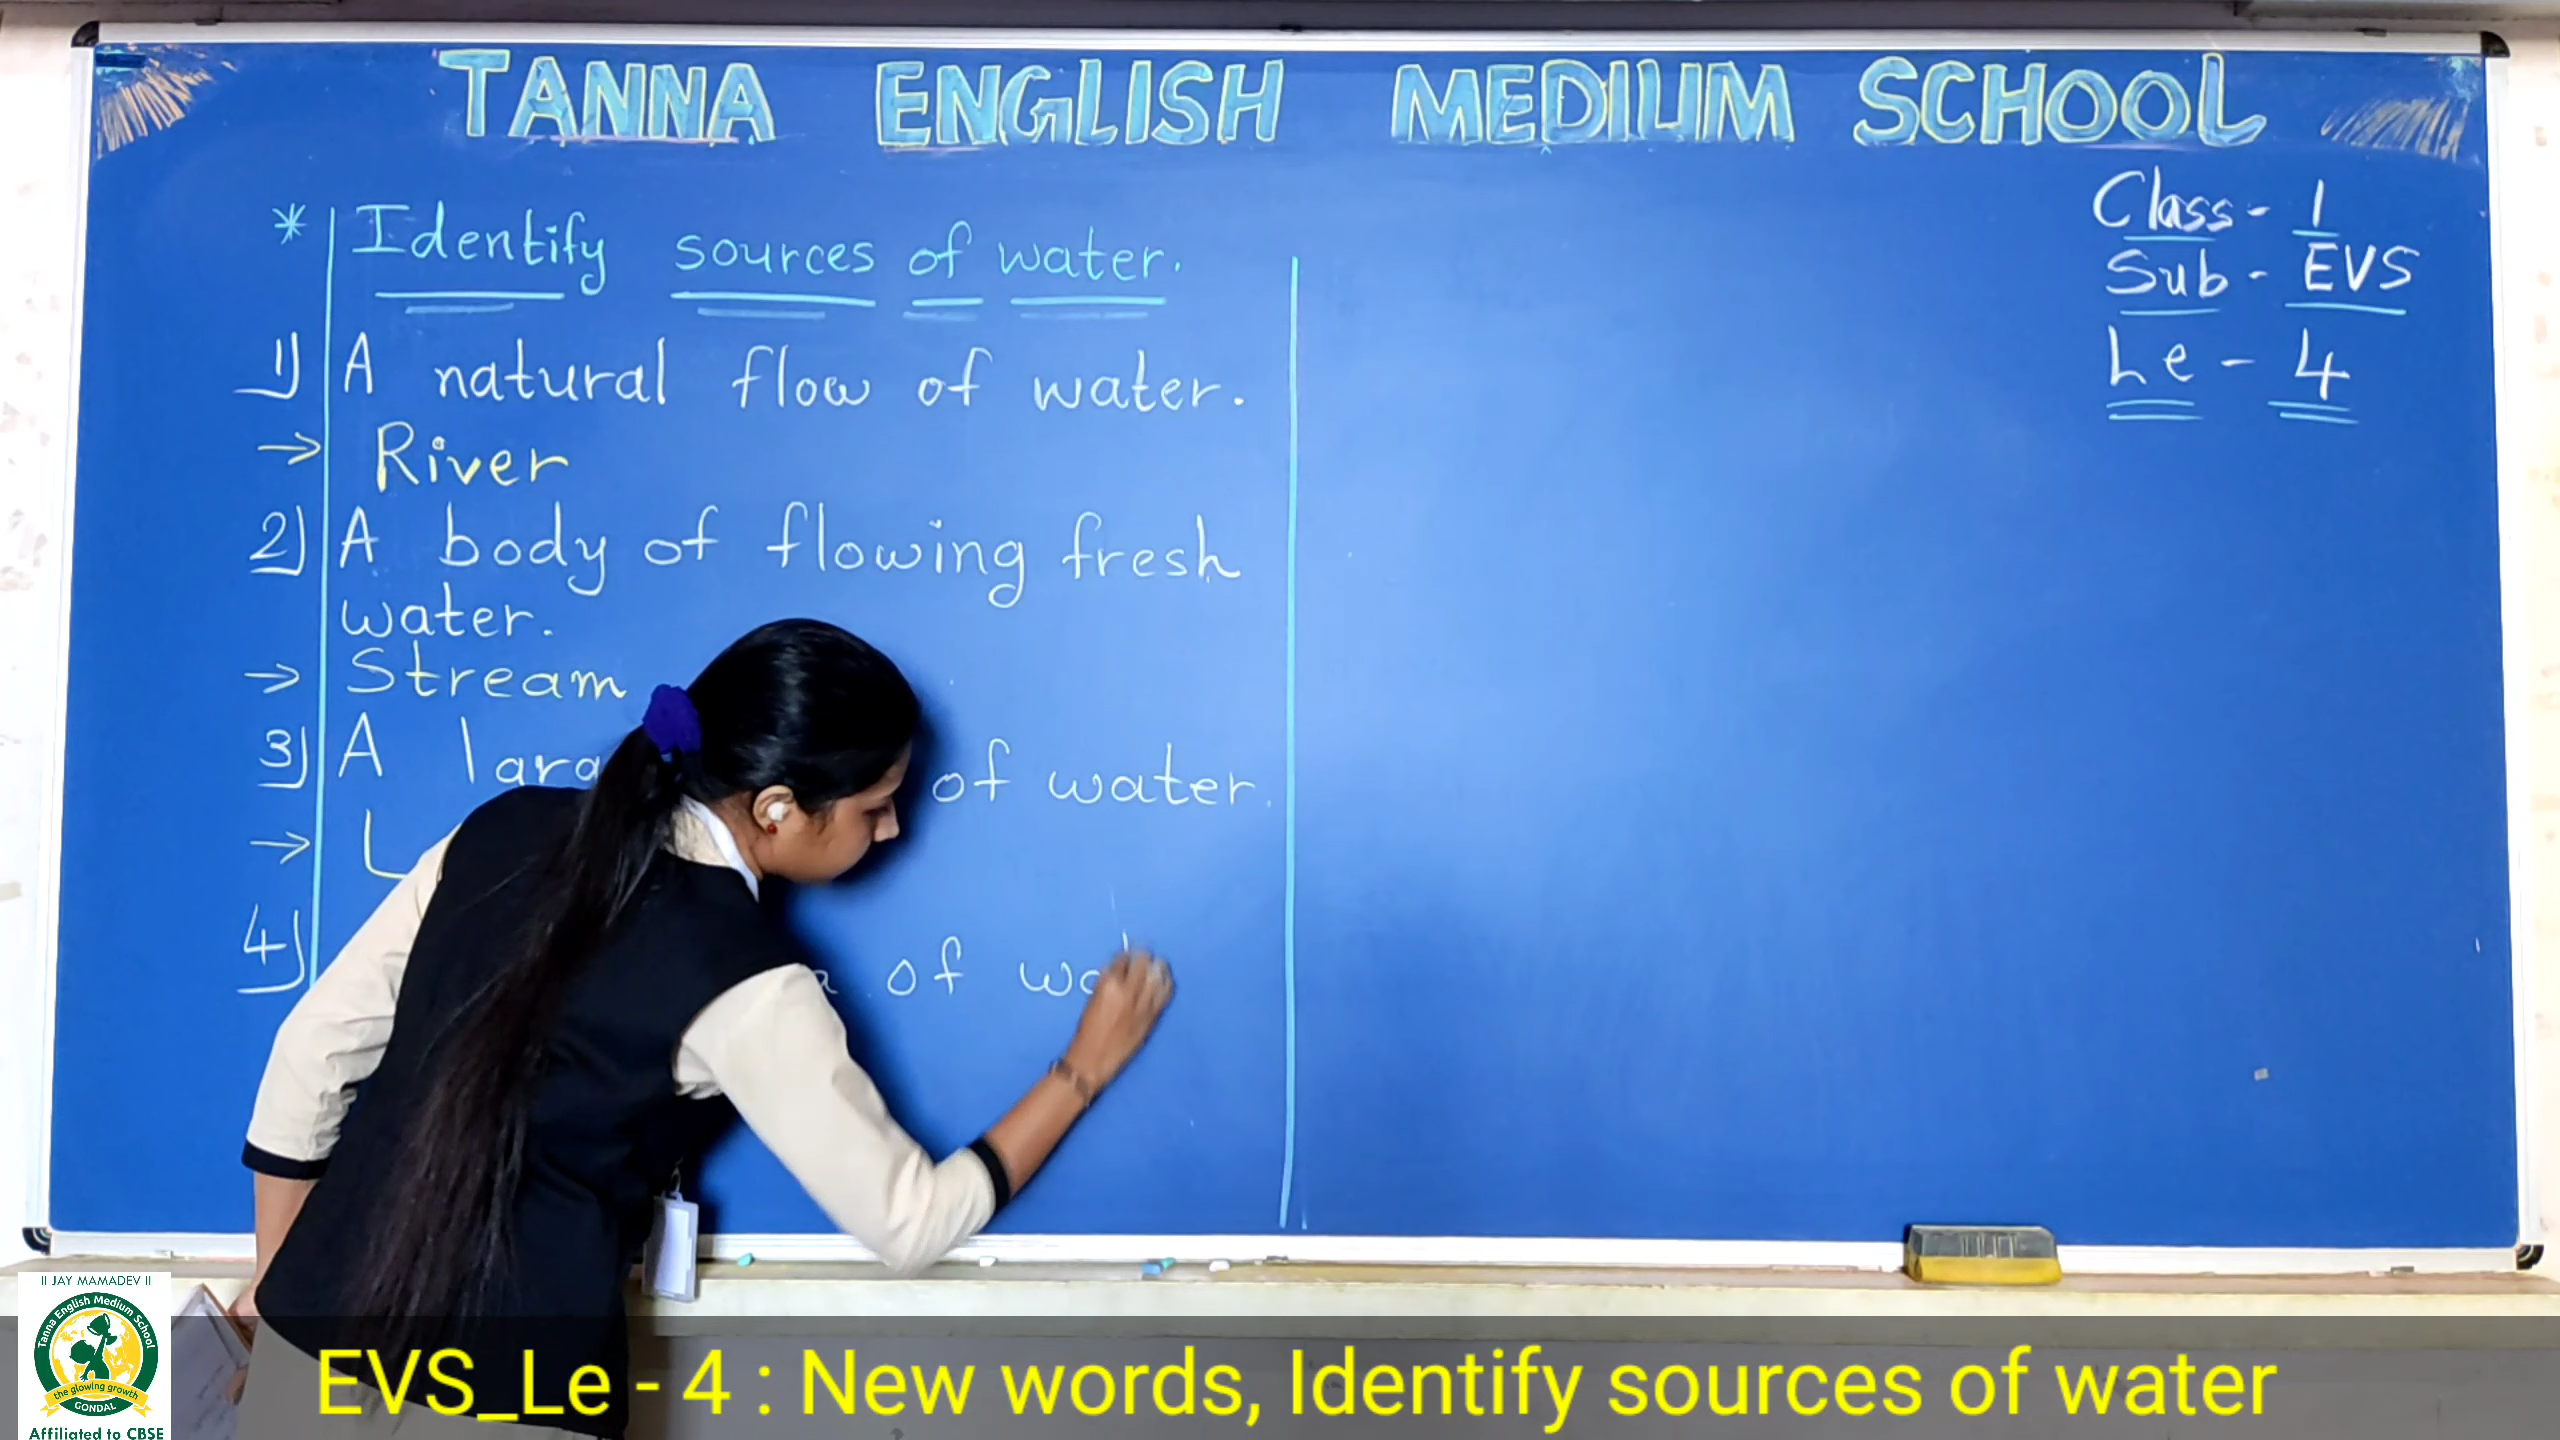 TANNA ENGLISH MEDIUM SCHOOL
Class - 1
Sub - EVS
Le - 4
* Identify sources of water.
1) A natural flow of water.
→ River
2) A body of flowing fresh
water.
→ Stream
3) A of water.
→
4) of
|| JAY MAMADEV ||
Tanna English Medium School
the glowing growth
GONDAL
Affiliated to CBSE
EVS_Le - 4 : New words, Identify sources of water